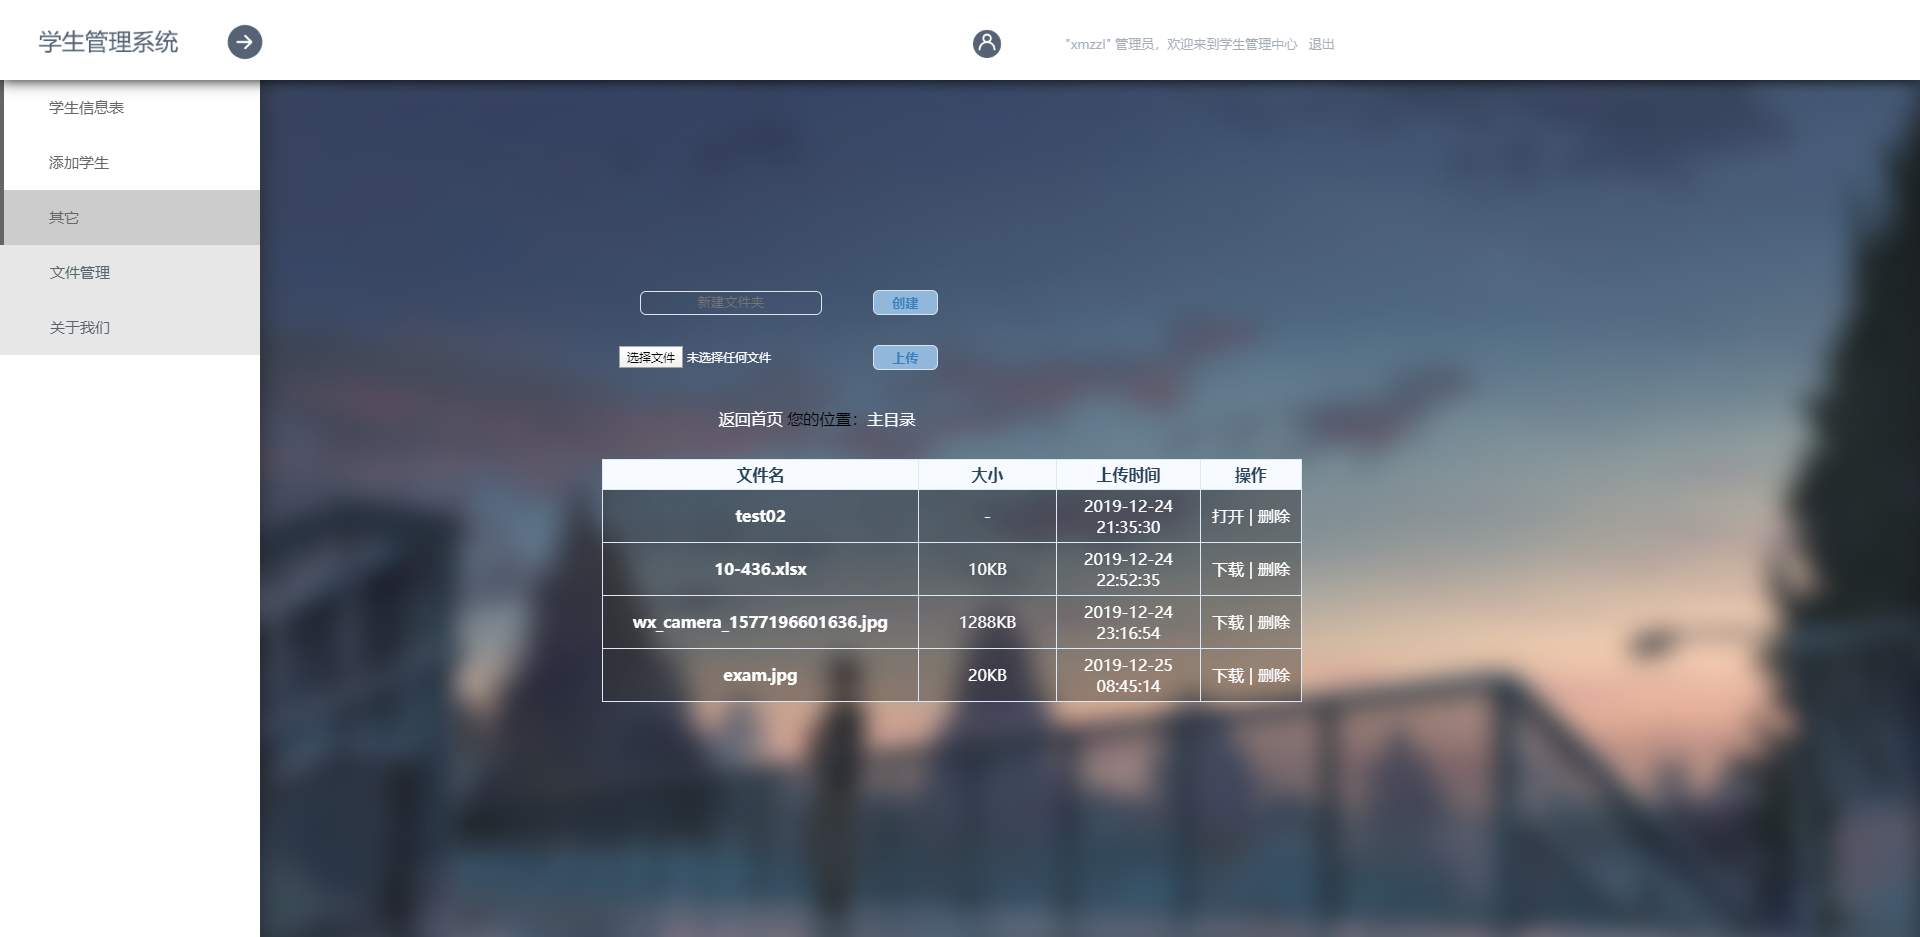 学生管理系统
"xmzzl" 管理员，欢迎来到学生管理中心 退出
学生信息表
添加学生
其它
文件管理
关于我们
新建文件夹 创建
选择文件 未选择任何文件 上传
返回首页 您的位置：主目录
文件名 大小 上传时间 操作
test02 - 2019-12-24 21:35:30 打开 | 删除
10-436.xlsx 10KB 2019-12-24 22:52:35 下载 | 删除
wx_camera_1577196601636.jpg 1288KB 2019-12-24 23:16:54 下载 | 删除
exam.jpg 20KB 2019-12-25 08:45:14 下载 | 删除